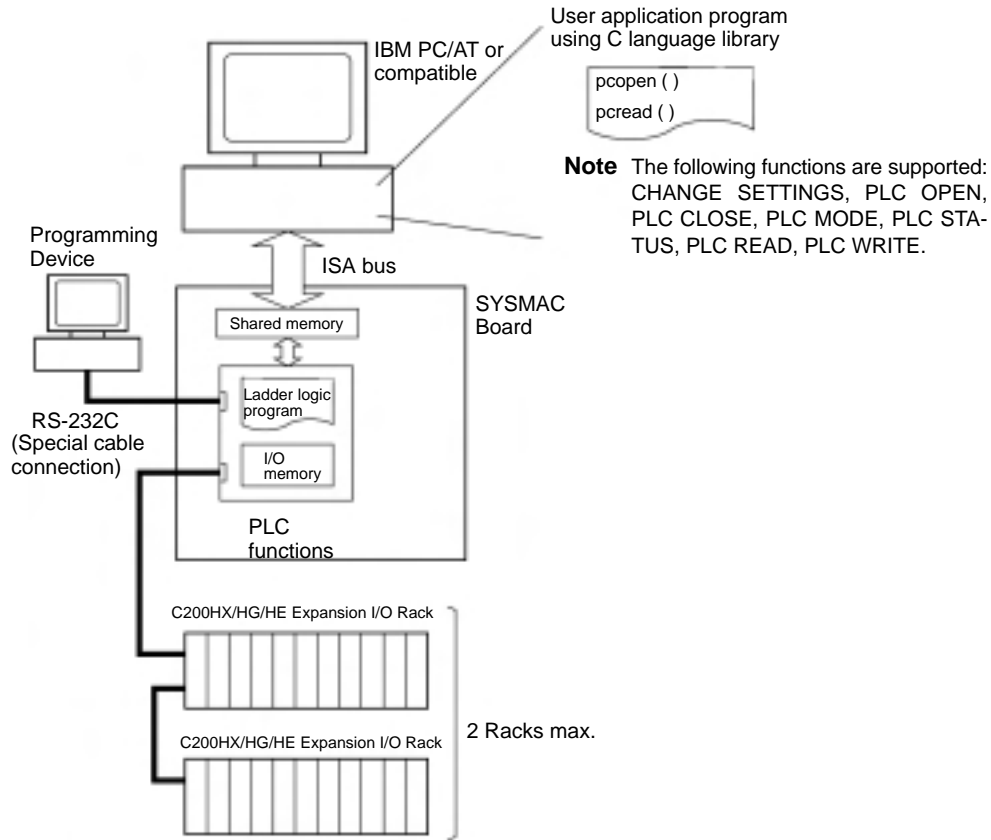 User application program
using C language library
IBM PC/AT or
compatible
pcopen ( )
pcread ( )
Note The following functions are supported:
CHANGE SETTINGS, PLC OPEN,
PLC CLOSE, PLC MODE, PLC STA-
TUS, PLC READ, PLC WRITE.
Programming
Device
ISA bus
SYSMAC
Board
Shared memory
Ladder logic
program
RS-232C
(Special cable
connection)
I/O
memory
PLC
functions
C200HX/HG/HE Expansion I/O Rack
2 Racks max.
C200HX/HG/HE Expansion I/O Rack